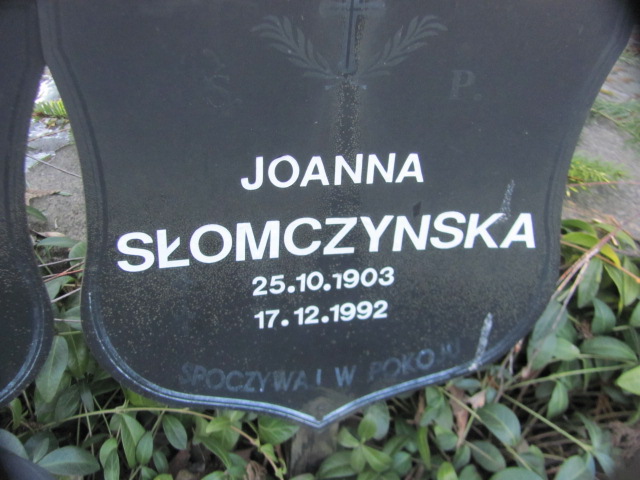 Ś. P.
JOANNA
SŁOMCZYNSKA
25.10.1903
17.12.1992
SPOCZYWAJ W POKOJU